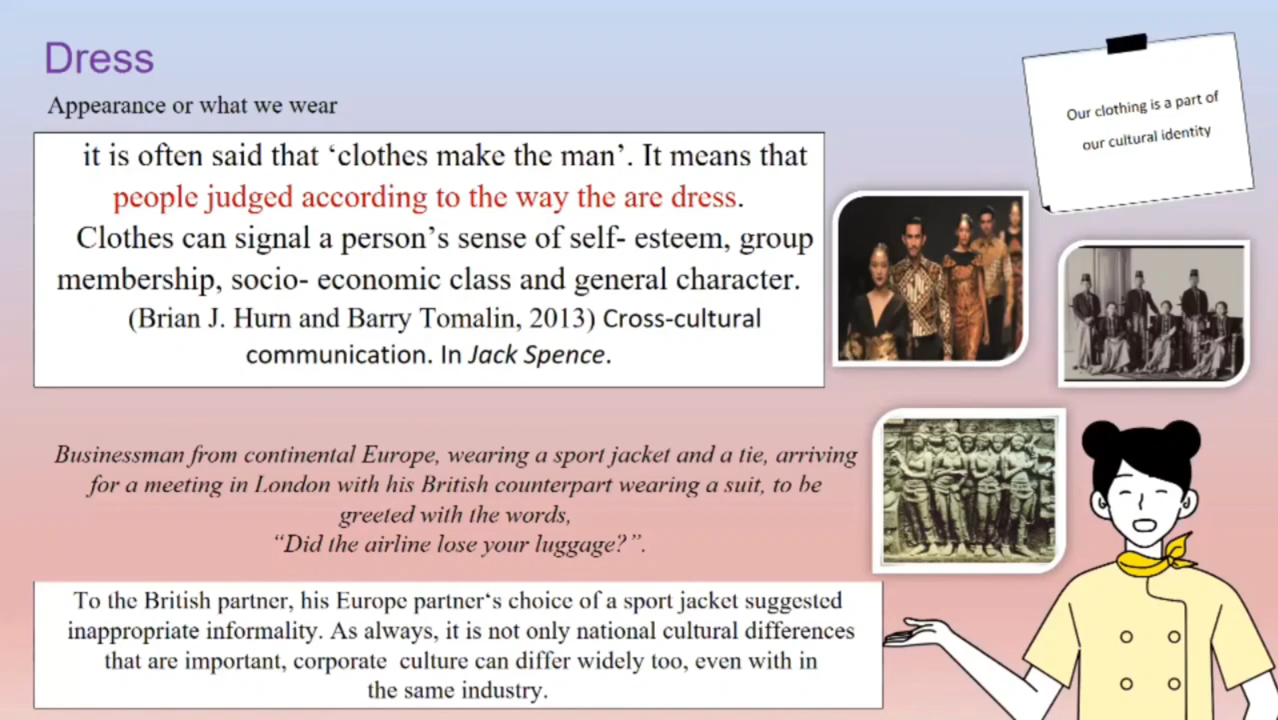 Dress
Appearance or what we wear
Our clothing is a part of
our cultural identity
it is often said that ‘clothes make the man’. It means that
people judged according to the way the are dress.
Clothes can signal a person’s sense of self- esteem, group
membership, socio- economic class and general character.
(Brian J. Hurn and Barry Tomalin, 2013) Cross-cultural
communication. In Jack Spence.
Businessman from continental Europe, wearing a sport jacket and a tie, arriving
for a meeting in London with his British counterpart wearing a suit, to be
greeted with the words,
“Did the airline lose your luggage?”.
To the British partner, his Europe partner‘s choice of a sport jacket suggested
inappropriate informality. As always, it is not only national cultural differences
that are important, corporate culture can differ widely too, even with in
the same industry.